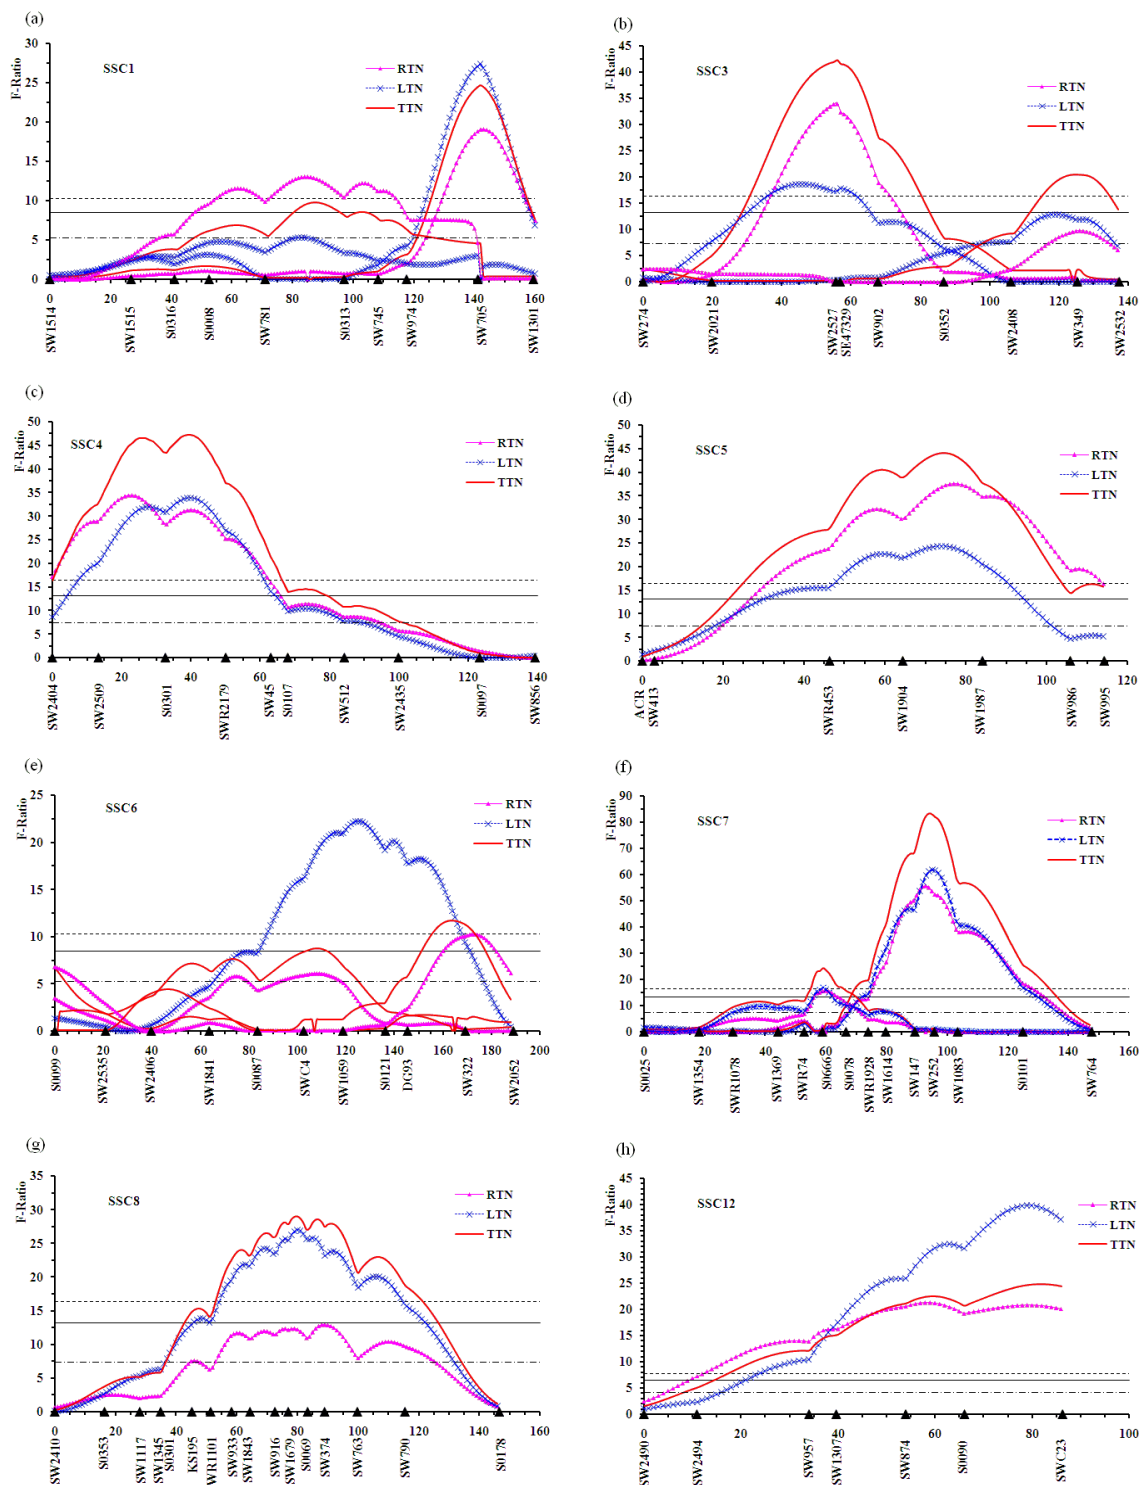 (a)
SSC1
F-Ratio
RTN
LTN
TTN
30
25
20
15
10
5
0
0 20 40 60 80 100 120 140 160
SW1514 SW1515 S0316 S0008 SW781 S0313 SW745 SW974 SW705 SW1301
(b)
SSC3
F-Ratio
RTN
LTN
TTN
45
40
35
30
25
20
15
10
5
0
0 20 40 60 80 100 120 140
SW274 SW2021 SW2527 SE47329 SW902 S0352 SW2408 SW349 SW2532
(c)
SSC4
F-Ratio
RTN
LTN
TTN
50
45
40
35
30
25
20
15
10
5
0
0 20 40 60 80 100 120 140
SW2404 SW2509 S0301 SWR2179 SW45 S0107 SW512 SW2435 S0097 SW856
(d)
SSC5
F-Ratio
RTN
LTN
TTN
50
45
40
35
30
25
20
15
10
5
0
0 20 40 60 80 100 120
ACR SW413 SWR453 SW1904 SW1987 SW986 SW995
(e)
SSC6
F-Ratio
RTN
LTN
TTN
25
20
15
10
5
0
0 20 40 60 80 100 120 140 160 180 200
S0099 SW2535 SW2406 SW1841 S0087 SWC4 SW1059 S0121 DG93 SW322 SW2052
(f)
SSC7
F-Ratio
RTN
LTN
TTN
90
80
70
60
50
40
30
20
10
0
0 20 40 60 80 100 120 140 160
S0025 SW1354 SWR1078 SW1369 SWR74 S0666 S0078 SWR1928 SW1614 SW147 SW252 SW1083 S0101 SW764
(g)
SSC8
F-Ratio
RTN
LTN
TTN
35
30
25
20
15
10
5
0
0 20 40 60 80 100 120 140 160
SW2410 S0353 SW1117 SW1345 S0301 KS195 WR1101 SW933 SW1843 SW916 SW1679 S0069 SW374 SW763 SW790 S0178
(h)
SSC12
F-Ratio
RTN
LTN
TTN
45
40
35
30
25
20
15
10
5
0
0 20 40 60 80 100
SW2490 SW2494 SW957 SW1307 SW874 S0090 SWC23